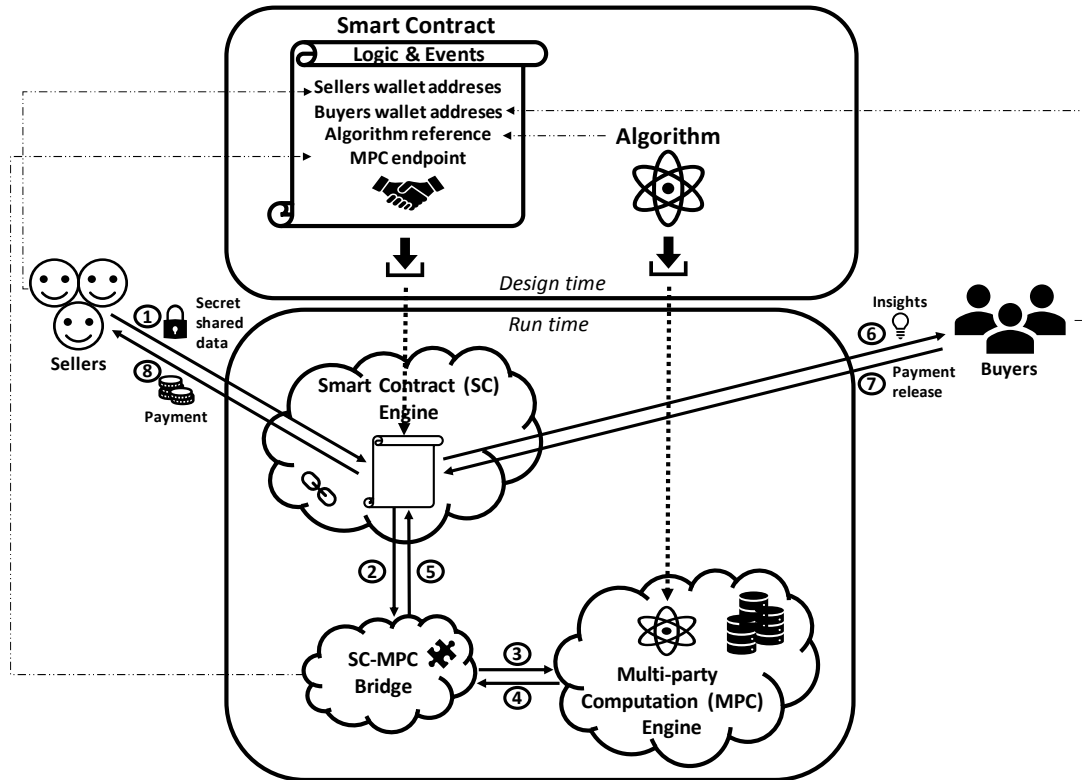 Smart Contract
Logic & Events
Sellers wallet addreses
Buyers wallet addreses
Algorithm reference
MPC endpoint
Algorithm
Design time
Run time
1
Secret
shared
data
Sellers
8
Payment
Insights
6
7
Payment
release
Buyers
Smart Contract (SC)
Engine
2
5
SC-MPC
Bridge
3
4
Multi-party
Computation (MPC)
Engine